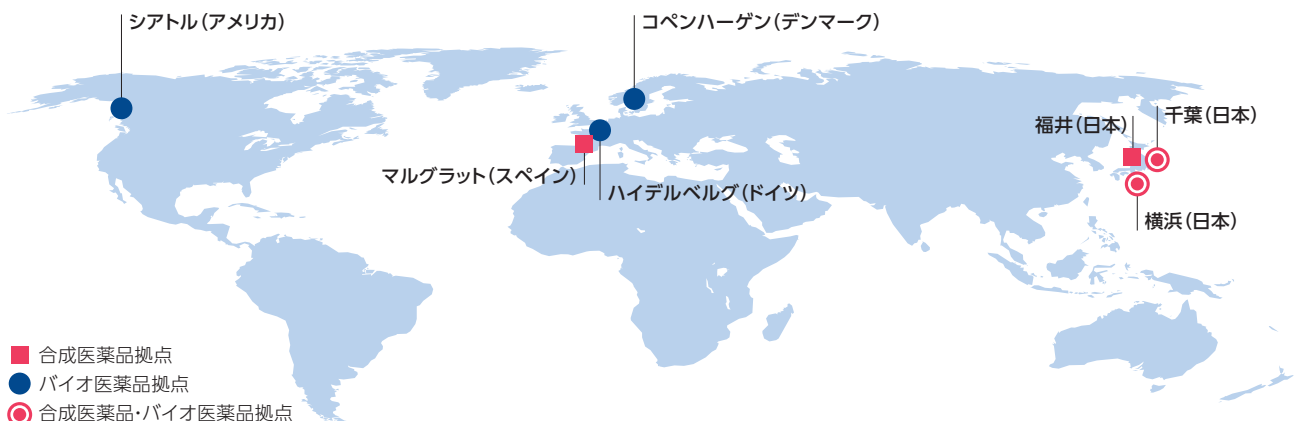 シアトル（アメリカ）
コペンハーゲン（デンマーク）
千葉（日本）
福井（日本）
マルグラット（スペイン）
ハイデルベルグ（ドイツ）
横浜（日本）
合成医薬品拠点
バイオ医薬品拠点
合成医薬品・バイオ医薬品拠点